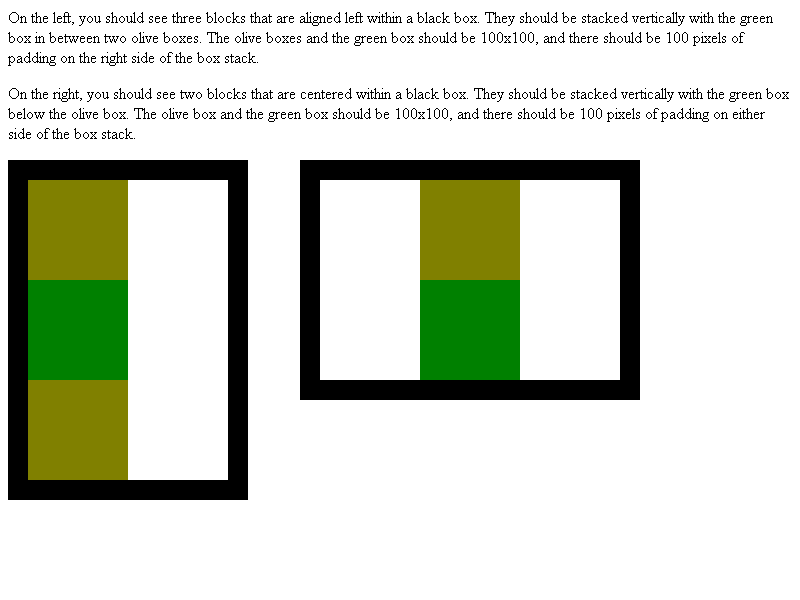 On the left, you should see three blocks that are aligned left within a black box. They should be stacked vertically with the green
box in between two olive boxes. The olive boxes and the green box should be 100x100, and there should be 100 pixels of
padding on the right side of the box stack.
On the right, you should see two blocks that are centered within a black box. They should be stacked vertically with the green box
below the olive box. The olive box and the green box should be 100x100, and there should be 100 pixels of padding on either
side of the box stack.